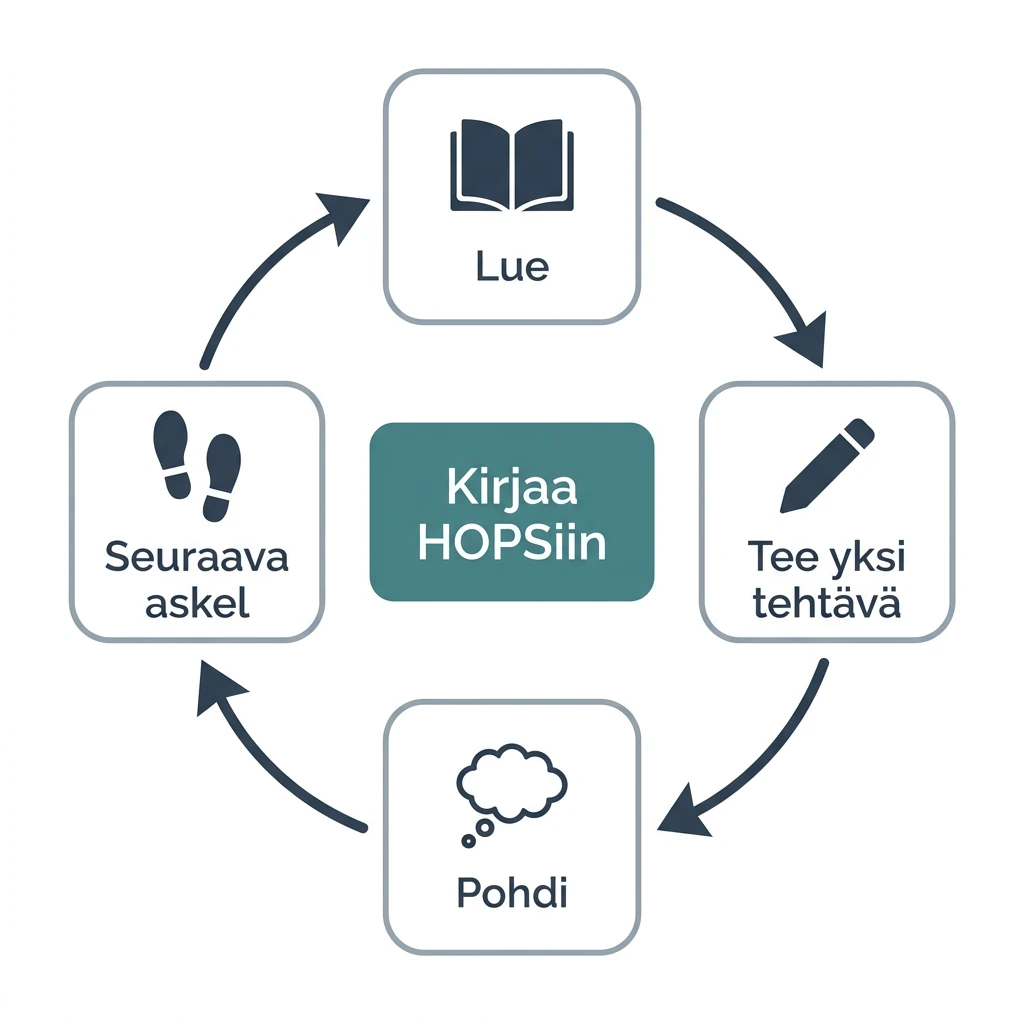 Lue
Seuraava
askel
Kirjaa
HOPSiin
Tee yksi
tehtävä
Pohdi